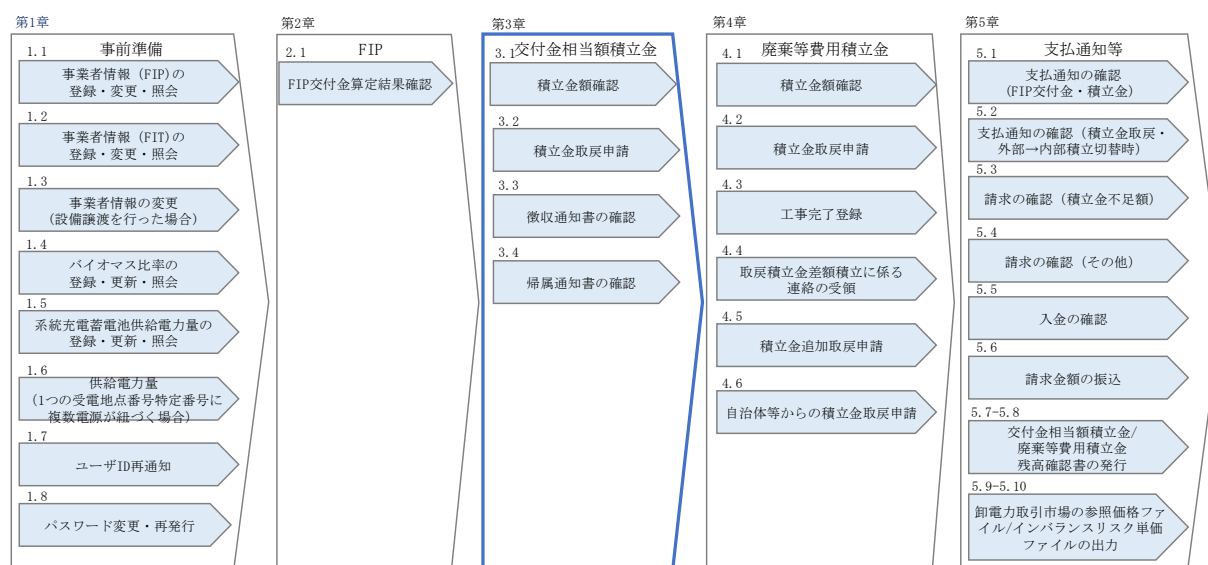 第1章
事前準備
1.1
事業者情報（FIP)の
登録・変更・照会
1.2
事業者情報（FIT)の
登録・変更・照会
1.3
事業者情報の変更
(設備譲渡を行った場合)
1.4
バイオマス比率の
登録・更新・照会
1.5
系統充電蓄電池供給電力量の
登録・更新・照会
1.6
供給電力量
（1つの受電地点番号特定番号に
複数電源が紐づく場合）
1.7
ユーザID再通知
1.8
パスワード変更・再発行
第2章
FIP
2.1
FIP交付金算定結果確認
第3章
交付金相当額積立金
3.1
積立金額確認
3.2
積立金取戻申請
3.3
徴収通知書の確認
3.4
帰属通知書の確認
第4章
廃棄等費用積立金
4.1
積立金額確認
4.2
積立金取戻申請
4.3
工事完了登録
4.4
取戻積立金差額積立に係る
連絡の受領
4.5
積立金追加取戻申請
4.6
自治体等からの積立金取戻申請
第5章
支払通知等
5.1
支払通知の確認
(FIP交付金・積立金）
5.2
支払通知の確認（積立金取戻・
外部→内部積立切替時）
5.3
請求の確認（積立金不足額）
5.4
請求の確認（その他）
5.5
入金の確認
5.6
請求金額の振込
5.7-5.8
交付金相当額積立金/
廃棄等費用積立金
残高確認書の発行
5.9-5.10
卸電力取引市場の参照価格ファ
イル/インバランスリスク単価
ファイルの出力